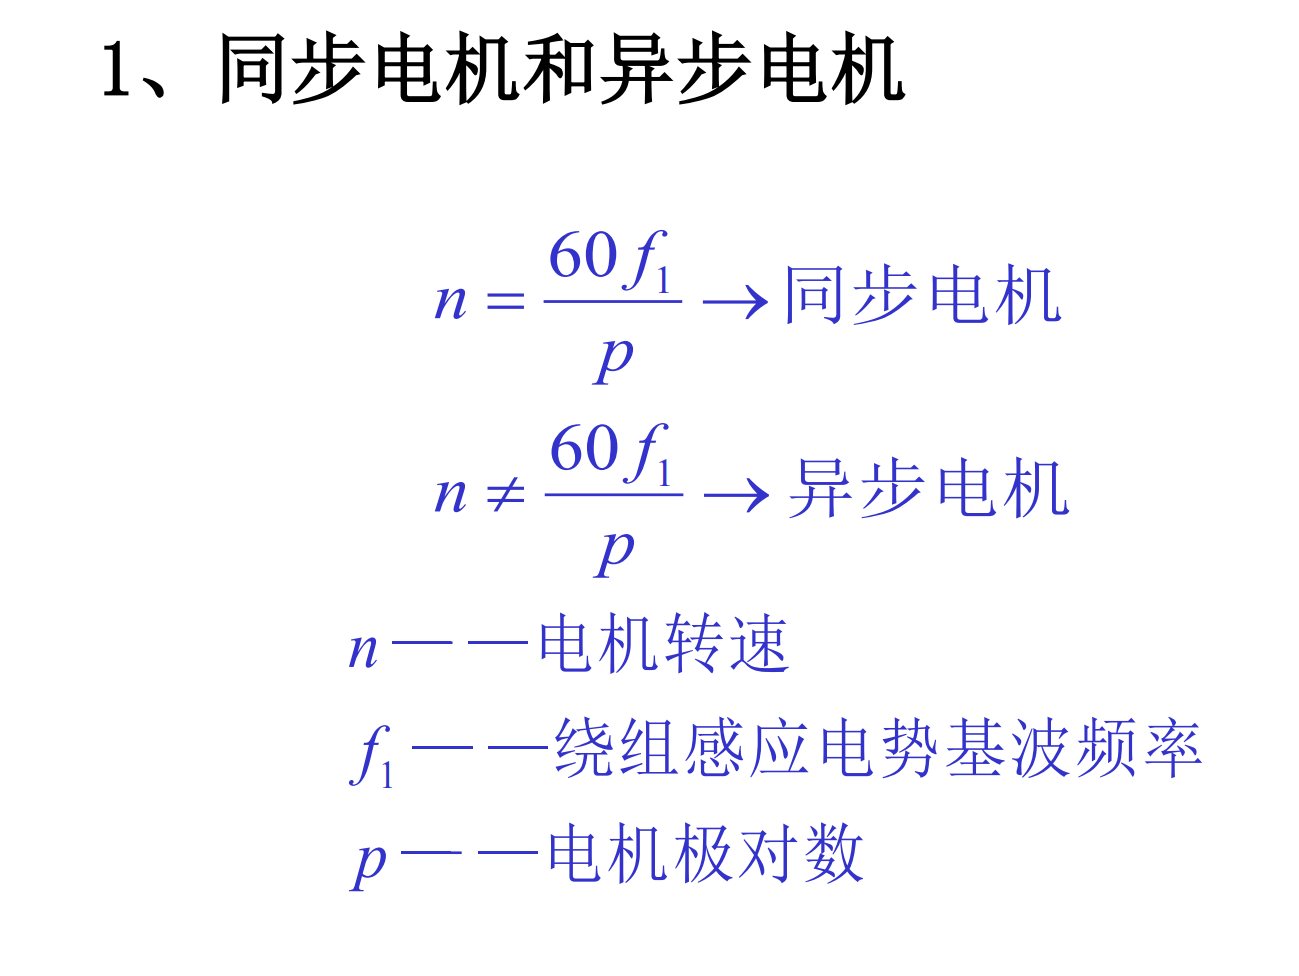 1、同步电机和异步电机
n = 60f₁/p → 同步电机
n ≠ 60f₁/p → 异步电机
n——电机转速
f₁——绕组感应电势基波频率
p——电机极对数